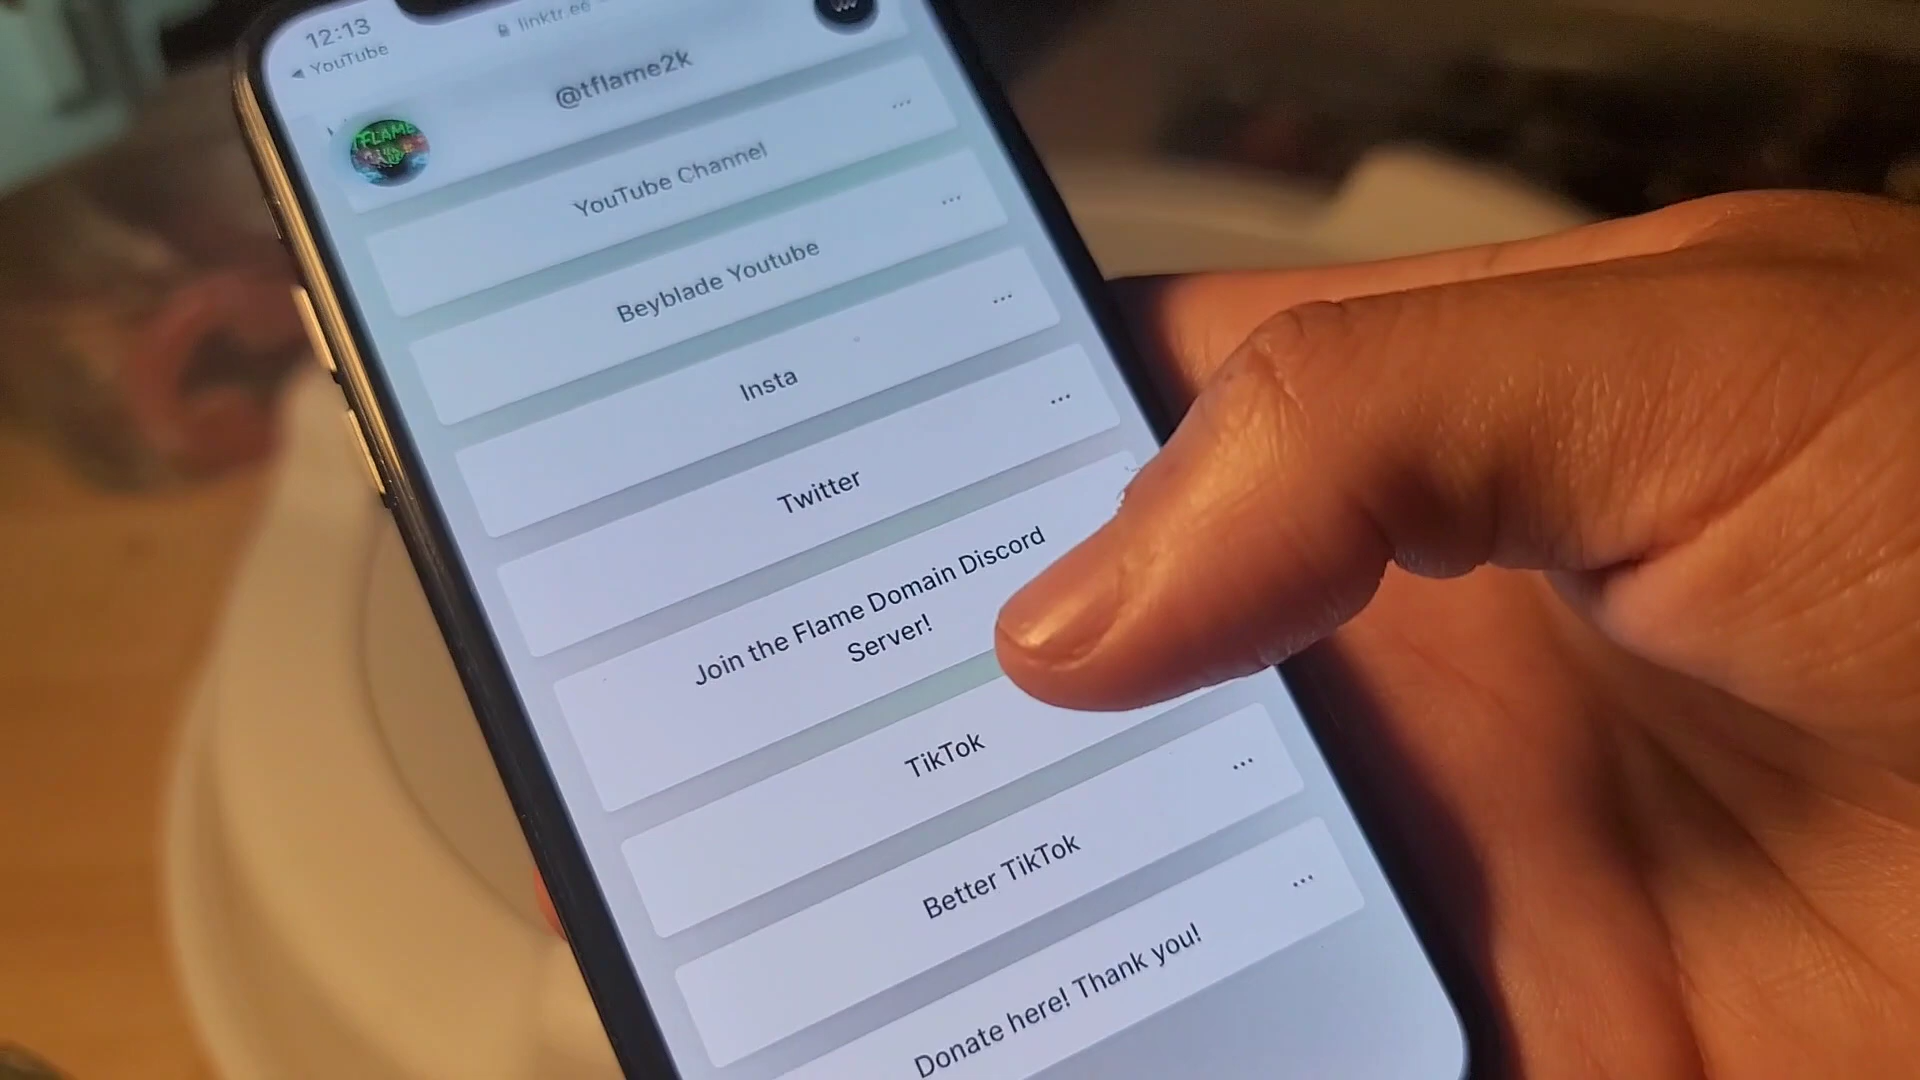 12:13
linktr.ee
YouTube
@tflame2k
FLAME
YouTube Channel
Beyblade Youtube
Insta
Twitter
Join the Flame Domain Discord
Server!
TikTok
Better TikTok
Donate here! Thank you!